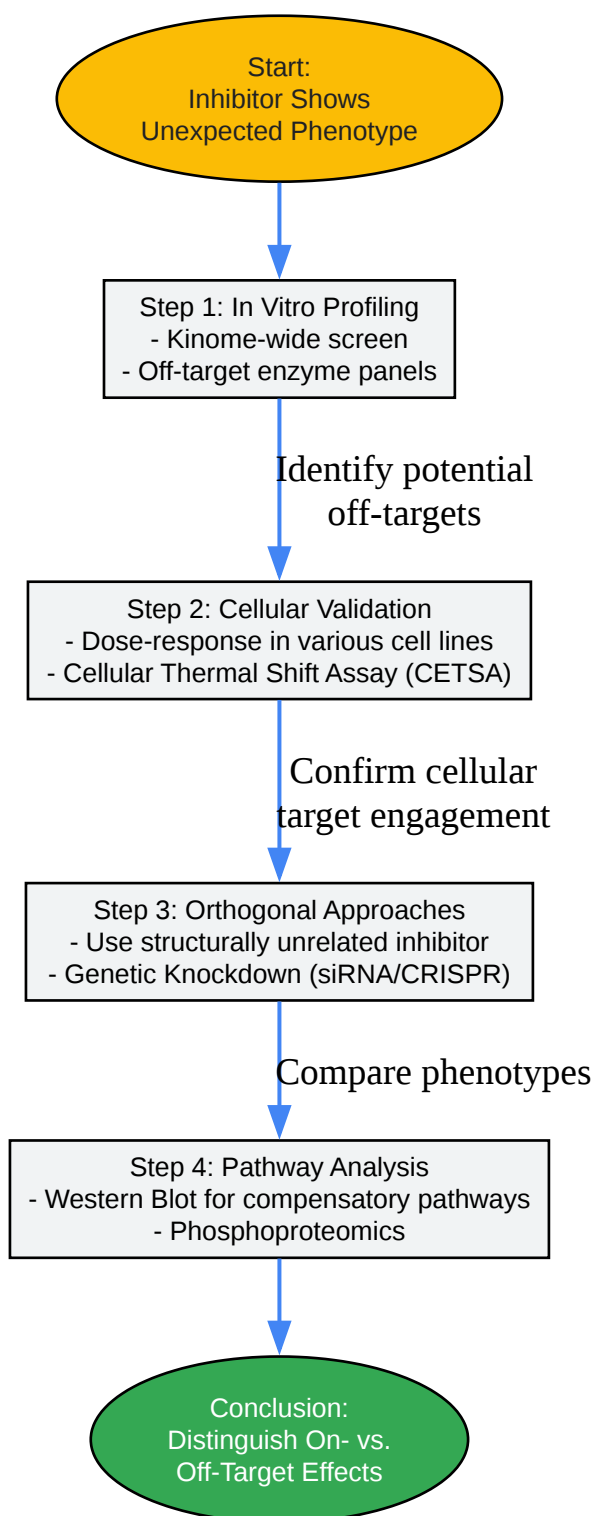 Start:
Inhibitor Shows
Unexpected Phenotype
Step 1: In Vitro Profiling
- Kinome-wide screen
- Off-target enzyme panels
Identify potential
off-targets
Step 2: Cellular Validation
- Dose-response in various cell lines
- Cellular Thermal Shift Assay (CETSA)
Confirm cellular
target engagement
Step 3: Orthogonal Approaches
- Use structurally unrelated inhibitor
- Genetic Knockdown (siRNA/CRISPR)
Compare phenotypes
Step 4: Pathway Analysis
- Western Blot for compensatory pathways
- Phosphoproteomics
Conclusion:
Distinguish On- vs.
Off-Target Effects